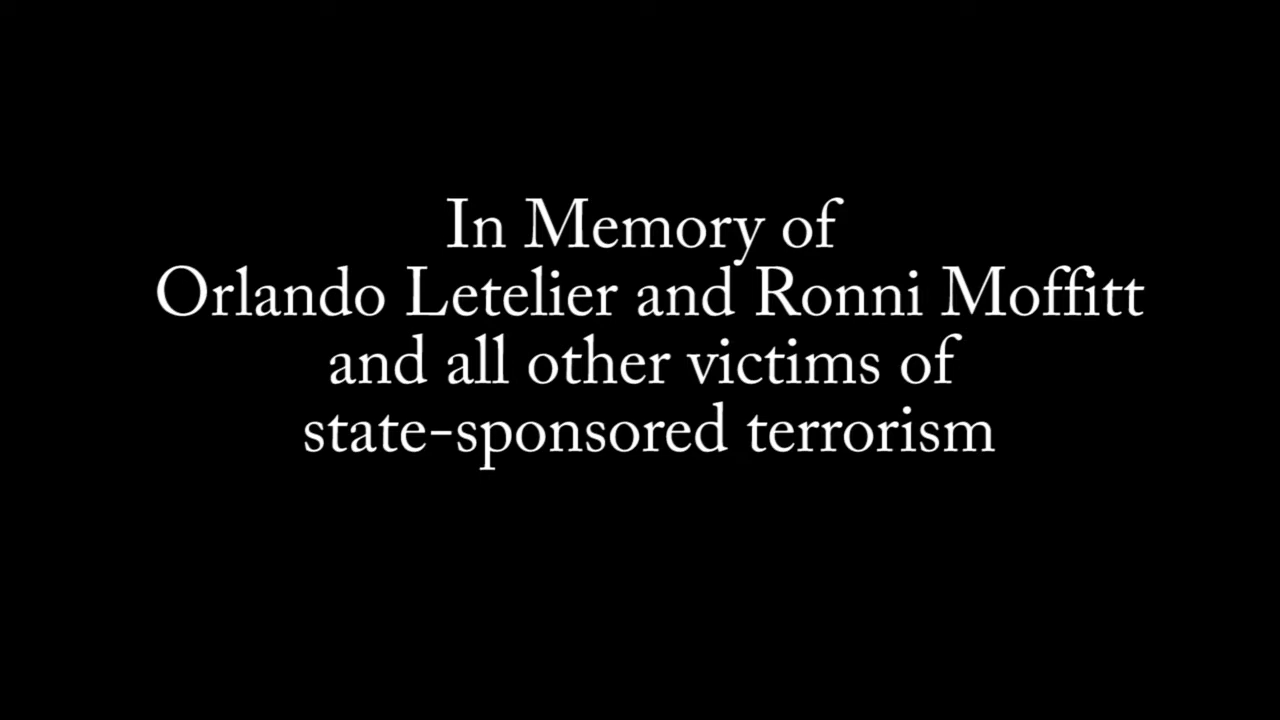 In Memory of
Orlando Letelier and Ronni Moffitt
and all other victims of
state-sponsored terrorism